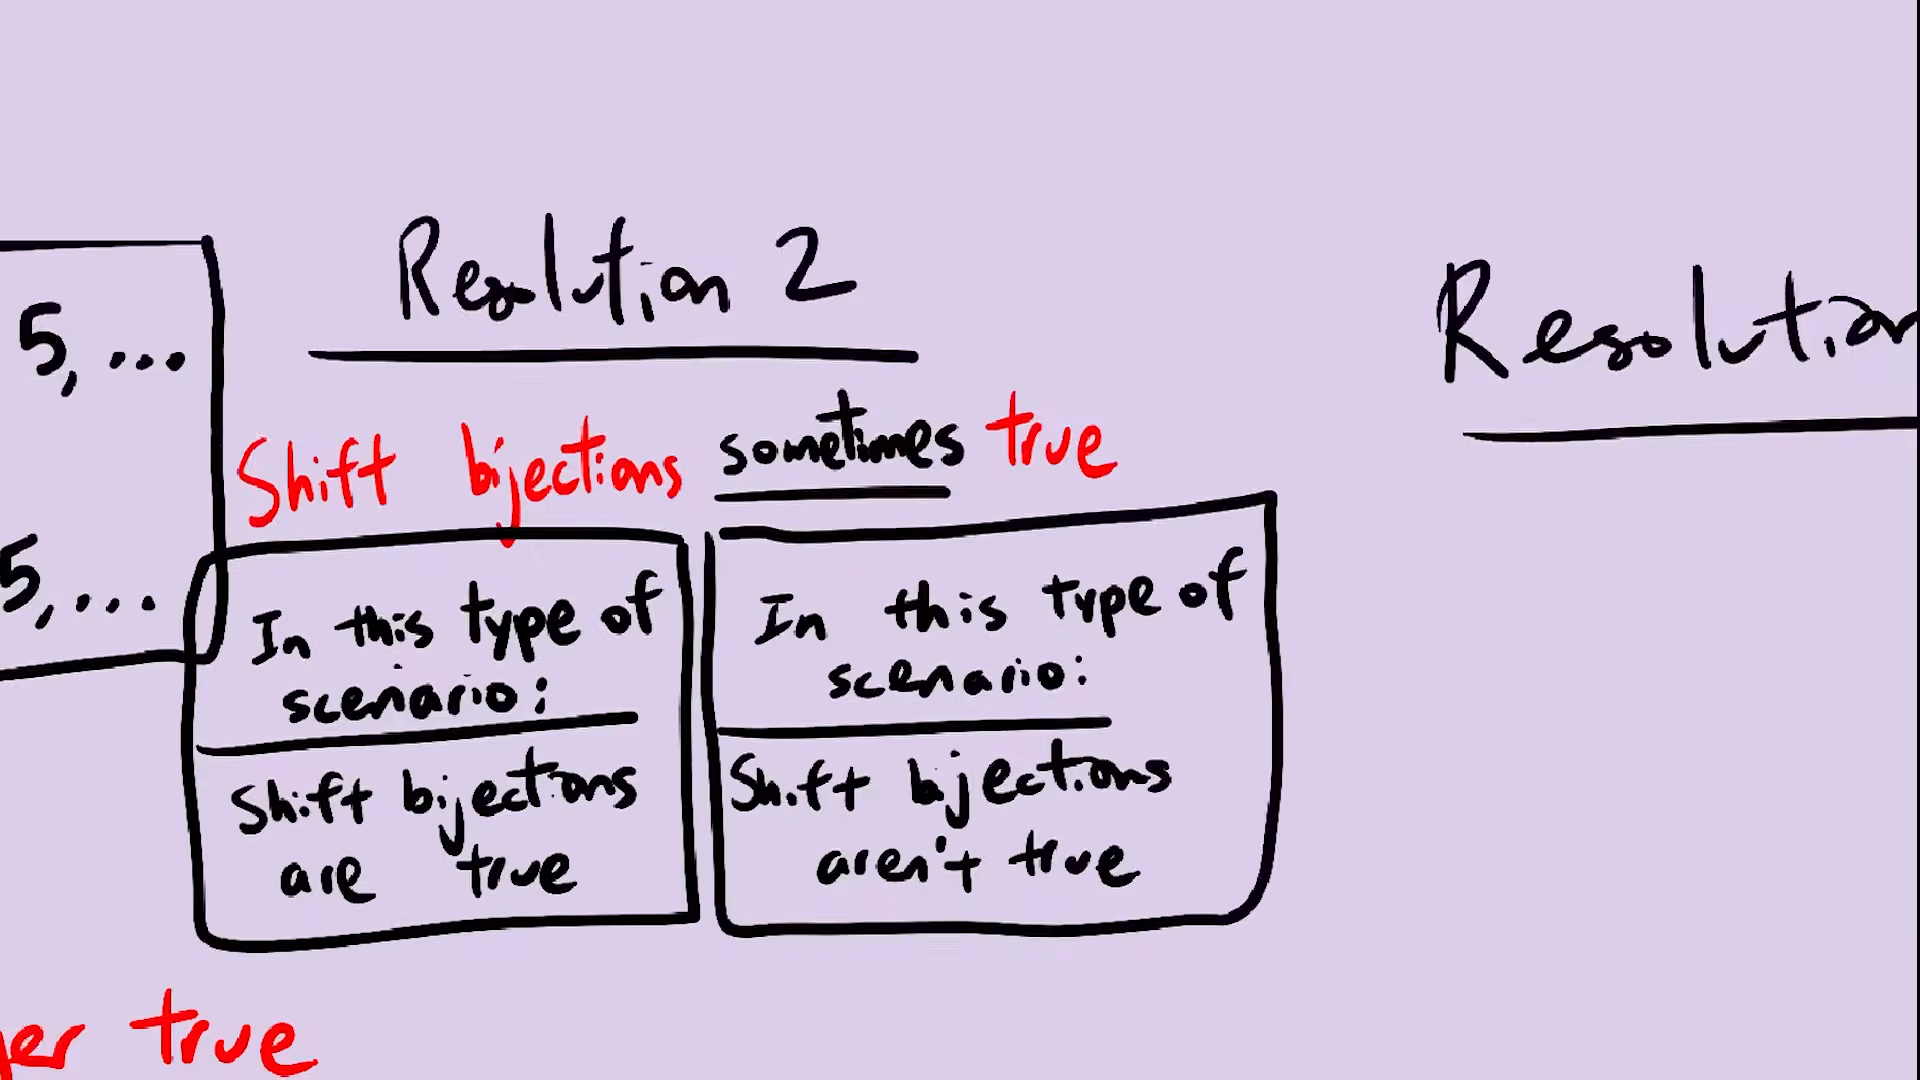 5, ...
5, ...
Resolution 2
Shift bijections sometimes true
In this type of
scenario:
Shift bijections
are true
In this type of
scenario:
Shift bijections
aren't true
Resolution
true